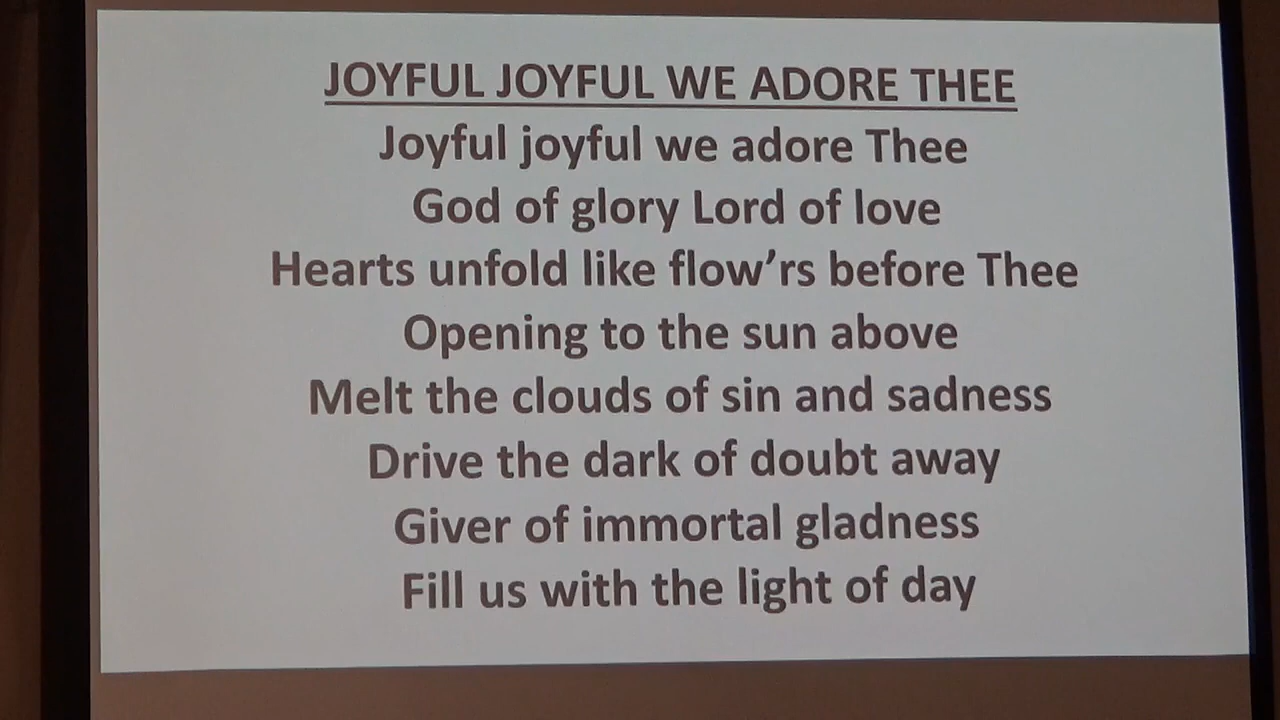 JOYFUL JOYFUL WE ADORE THEE
Joyful joyful we adore Thee
God of glory Lord of love
Hearts unfold like flow’rs before Thee
Opening to the sun above
Melt the clouds of sin and sadness
Drive the dark of doubt away
Giver of immortal gladness
Fill us with the light of day